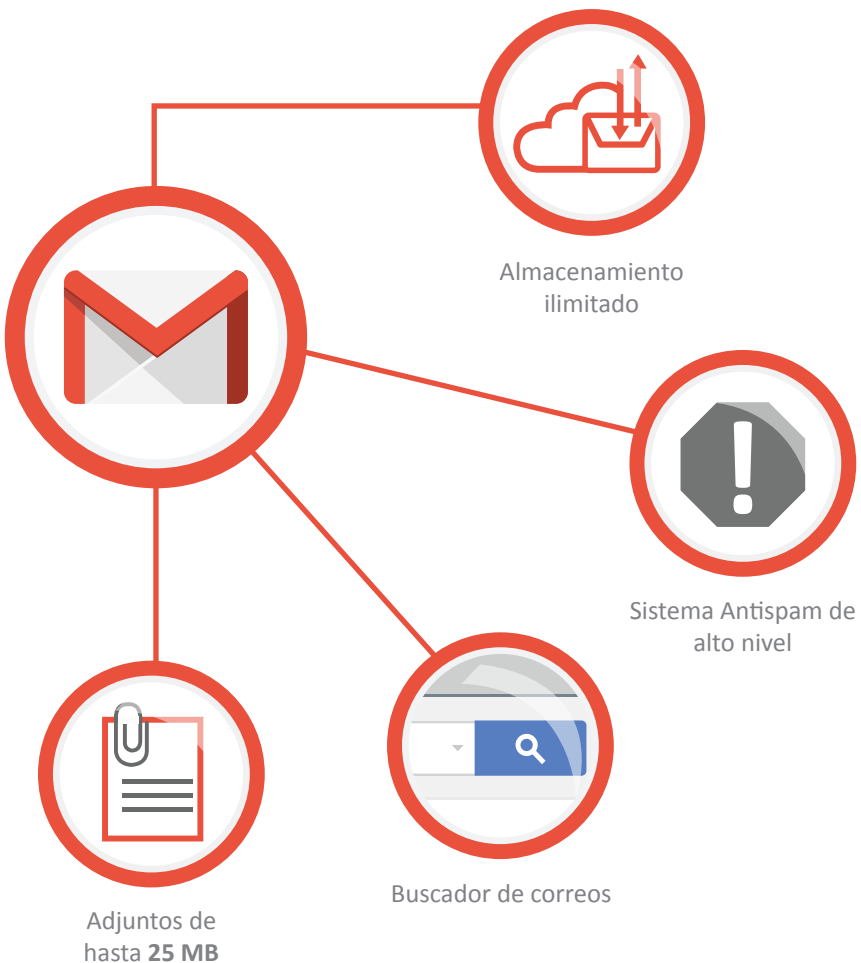 Almacenamiento
ilimitado
Sistema Antispam de
alto nivel
Buscador de correos
Adjuntos de
hasta 25 MB